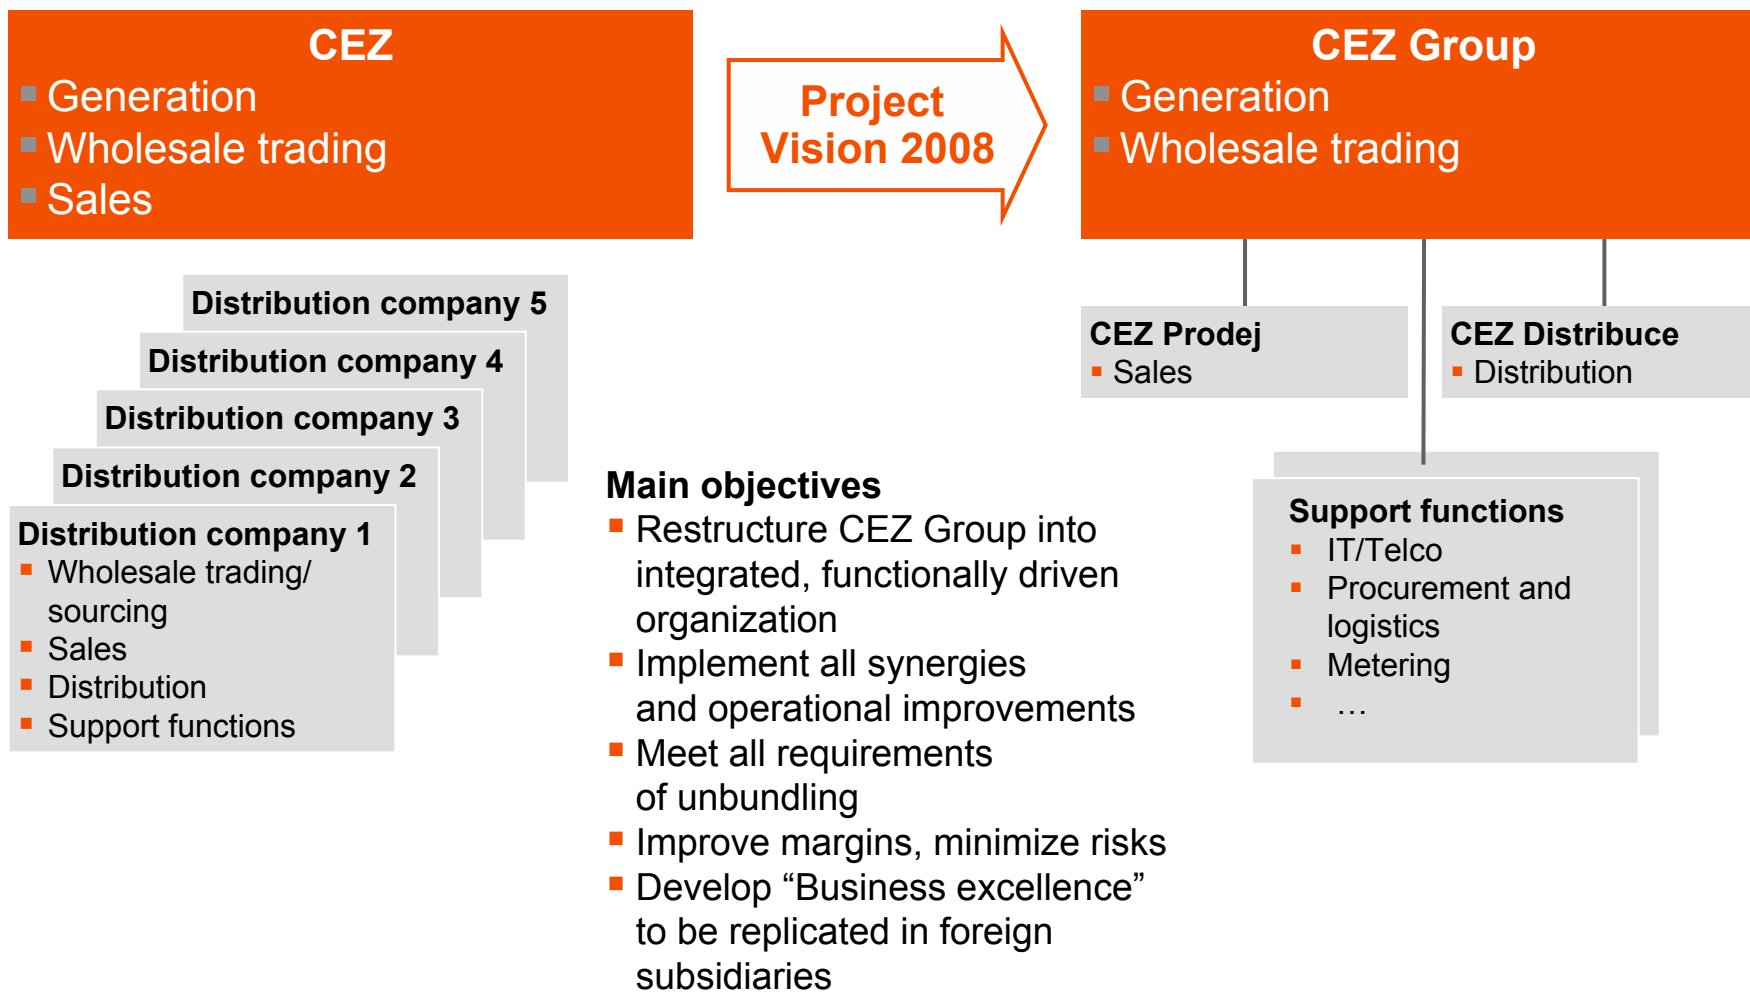 CEZ
Generation
Wholesale trading
Sales
Project
Vision 2008
CEZ Group
Generation
Wholesale trading
Distribution company 5
Distribution company 4
Distribution company 3
Distribution company 2
Distribution company 1
Wholesale trading/
sourcing
Sales
Distribution
Support functions
Main objectives
Restructure CEZ Group into
integrated, functionally driven
organization
Implement all synergies
and operational improvements
Meet all requirements
of unbundling
Improve margins, minimize risks
Develop “Business excellence”
to be replicated in foreign
subsidiaries
CEZ Prodej
Sales
CEZ Distribuce
Distribution
Support functions
IT/Telco
Procurement and
logistics
Metering
…